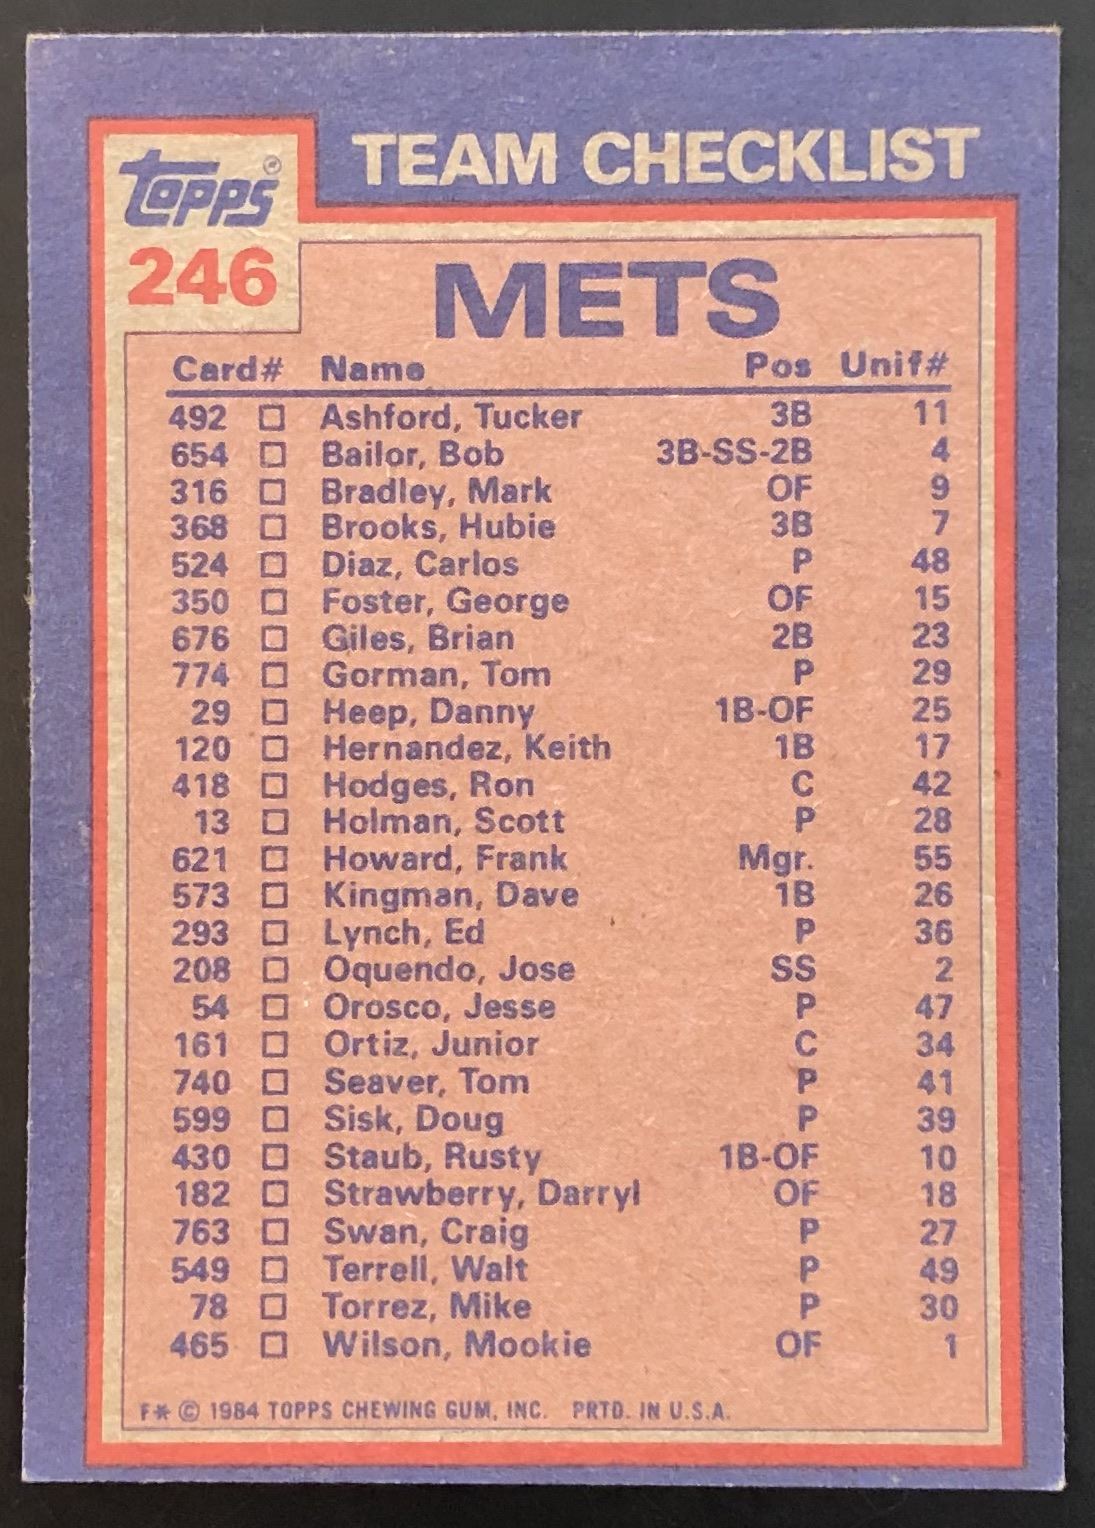 TEAM CHECKLIST
TOPPS®
246
METS
Card# Name Pos Unif#
492 Ashford, Tucker 3B 11
654 Bailor, Bob 3B-SS-2B 4
316 Bradley, Mark OF 9
368 Brooks, Hubie 3B 7
524 Diaz, Carlos P 48
350 Foster, George OF 15
676 Giles, Brian 2B 23
774 Gorman, Tom P 29
29 Heep, Danny 1B-OF 25
120 Hernandez, Keith 1B 17
418 Hodges, Ron C 42
13 Holman, Scott P 28
621 Howard, Frank Mgr. 55
573 Kingman, Dave 1B 26
293 Lynch, Ed P 36
208 Oquendo, Jose SS 2
54 Orosco, Jesse P 47
161 Ortiz, Junior C 34
740 Seaver, Tom P 41
599 Sisk, Doug P 39
430 Staub, Rusty 1B-OF 10
182 Strawberry, Darryl OF 18
763 Swan, Craig P 27
549 Terrell, Walt P 49
78 Torrez, Mike P 30
465 Wilson, Mookie OF 1
F* © 1984 TOPPS CHEWING GUM, INC. PRTD. IN U.S.A.